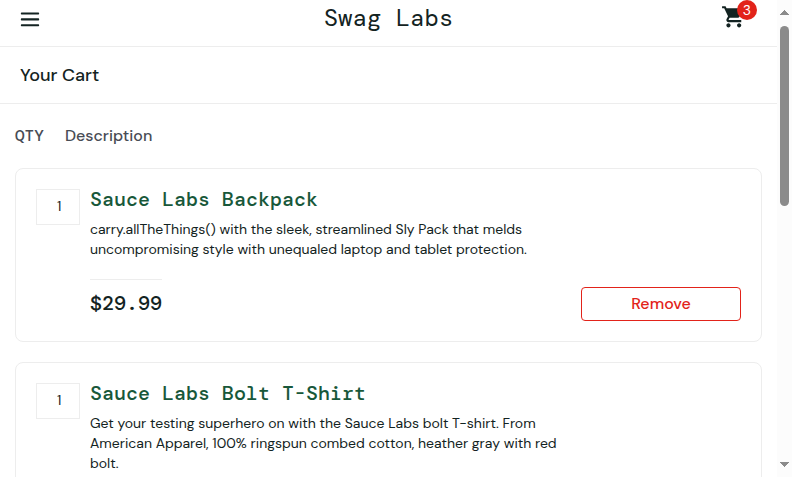 Swag Labs
3
Your Cart
QTY Description
1
Sauce Labs Backpack
carry.allTheThings() with the sleek, streamlined Sly Pack that melds
uncompromising style with unequaled laptop and tablet protection.
$29.99
Remove
1
Sauce Labs Bolt T-Shirt
Get your testing superhero on with the Sauce Labs bolt T-shirt. From
American Apparel, 100% ringspun combed cotton, heather gray with red
bolt.